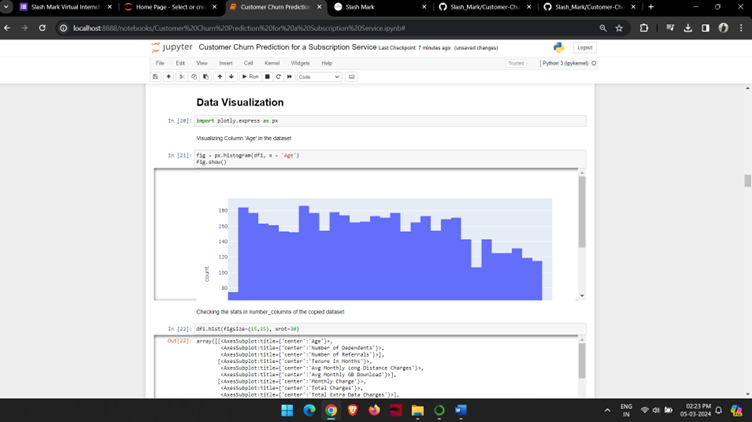 Slash Mark Virtual Internsh
Home Page - Select or create
Customer Churn Prediction
Slash Mark
Slash_Mark/Customer-Chu
Slash_Mark/Customer-Chu
localhost:8888/notebooks/Customer%20Churn%20Prediction%20for%20a%20Subscription%20Service.ipynb#
jupyter Customer Churn Prediction for a Subscription Service Last Checkpoint: 7 minutes ago (unsaved changes)
Logout
File Edit View Insert Cell Kernel Widgets Help
Trusted
Python 3 (ipykernel)
Run
Code
Data Visualization
In [20]: import plotly.express as px
Visualizing Column 'Age' in the dataset
In [21]: fig = px.histogram(df1, x = 'Age')
fig.show()
180
160
140
120
100
80
count
Checking the stats in number_columns of the copied dataset
In [22]: df1.hist(figsize=(15,15), xrot=30)
Out[22]: array([[<AxesSubplot:title={'center':'Age'}>,
<AxesSubplot:title={'center':'Number of Dependents'}>,
<AxesSubplot:title={'center':'Number of Referrals'}>],
[<AxesSubplot:title={'center':'Tenure in Months'}>,
<AxesSubplot:title={'center':'Avg Monthly Long Distance Charges'}>,
<AxesSubplot:title={'center':'Avg Monthly GB Download'}>],
[<AxesSubplot:title={'center':'Monthly Charge'}>,
<AxesSubplot:title={'center':'Total Charges'}>,
<AxesSubplot:title={'center':'Total Extra Data Charges'}>,
ENG
IN
02:23 PM
05-03-2024